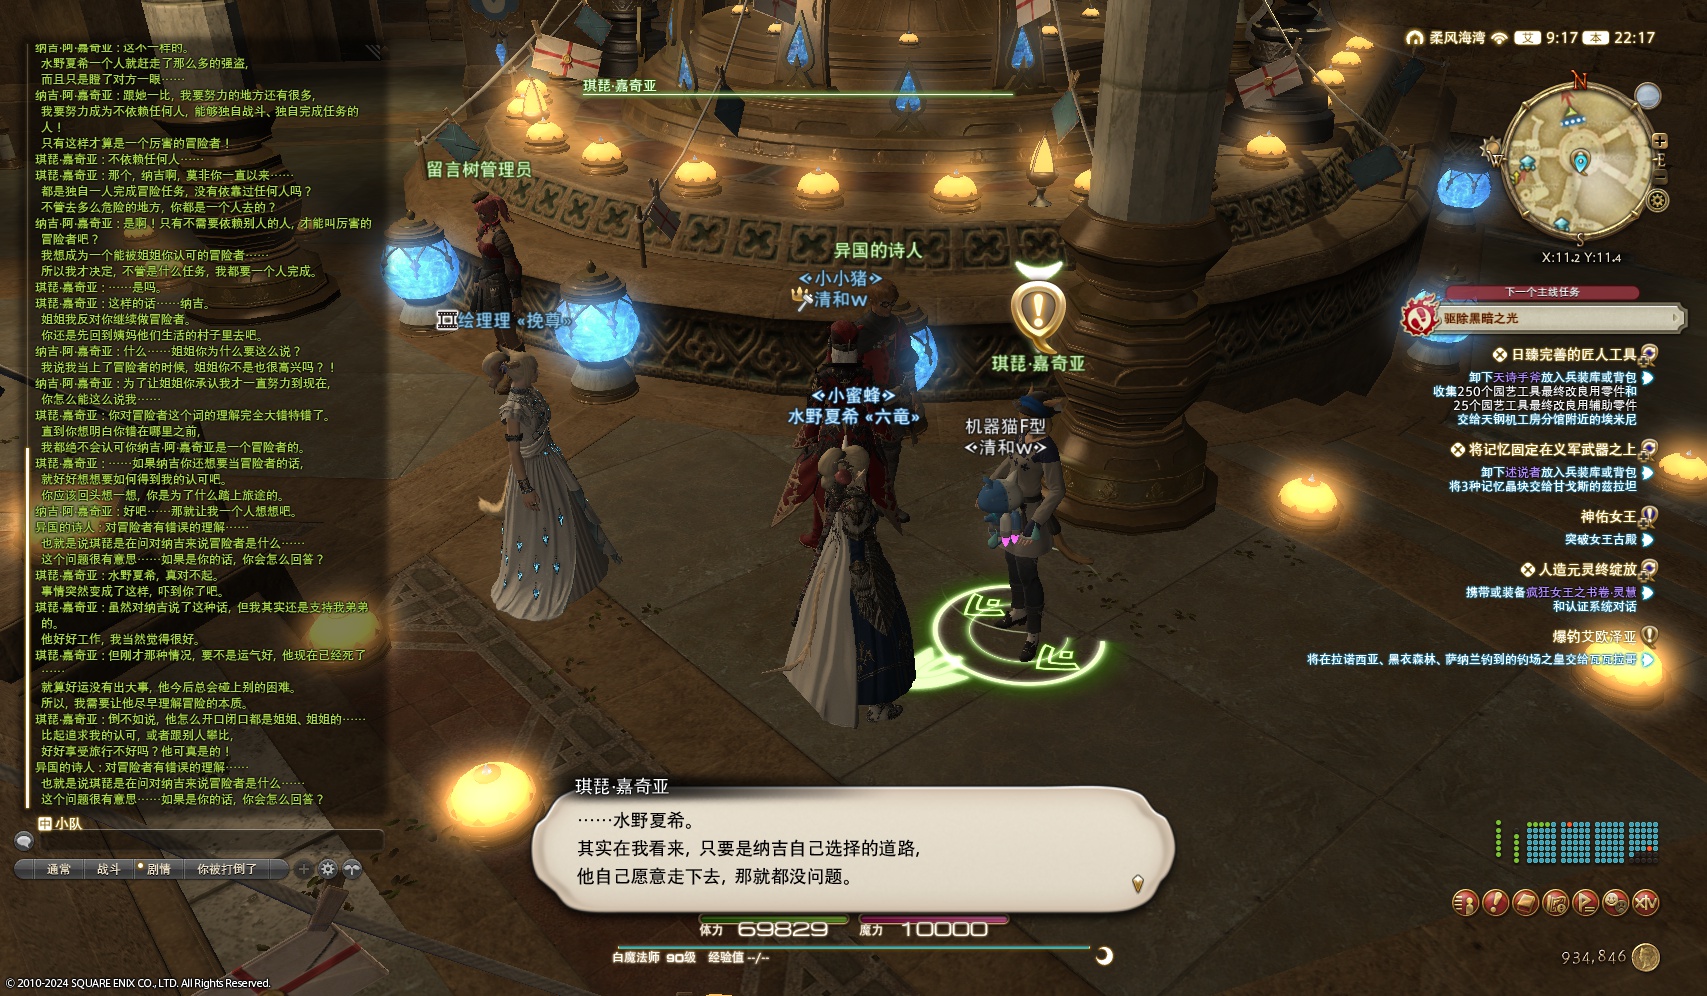 纳吉·阿·嘉奇亚：这不一样的。
水野夏希一个人就赶走了那么多的强盗，
而且只是瞪了对方一眼……
纳吉·阿·嘉奇亚：跟她一比，我要努力的地方还有很多，
我要努力成为不依赖任何人，能够独自战斗、独自完成任务的
人！
只有这样才算是一个厉害的冒险者！
琪琵·嘉奇亚：不依赖任何人……
琪琵·嘉奇亚：那个，纳吉啊，莫非你一直以来……
都是独自一人完成冒险任务，没有依靠过任何人吗？
不管去多么危险的地方，你都是一个人去的？
纳吉·阿·嘉奇亚：是啊！只有不需要依赖别人的人，才能叫厉害的
冒险者吧？
我想成为一个能被姐姐你认可的冒险者……
所以我才决定，不管是什么任务，我都要一个人完成。
琪琵·嘉奇亚：……是吗。
琪琵·嘉奇亚：这样的话……纳吉。
姐姐我反对你继续做冒险者。
你还是先回到姨妈他们生活的村子里去吧。
纳吉·阿·嘉奇亚：什么……姐姐你为什么要这么说？
我说我当上了冒险者的时候，姐姐你不是也很高兴吗？！
纳吉·阿·嘉奇亚：为了让姐姐你承认我才一直努力到现在，
你怎么能这么说我……
琪琵·嘉奇亚：你对冒险者这个词的理解完全大错特错了。
直到你想明白你错在哪里之前，
我都绝不会认可你纳吉·阿·嘉奇亚是一个冒险者的。
琪琵·嘉奇亚：……如果纳吉你还想要当冒险者的话，
就好好想想要如何得到我的认可吧。
你应该回头想一想，你是为了什么踏上旅途的。
纳吉·阿·嘉奇亚：好吧……那就让我一个人想想吧。
异国的诗人：对冒险者有错误的理解……
也就是说琪琵是在问对纳吉来说冒险者是什么……
这个问题很有意思……如果是你的话，你会怎么回答？
琪琵·嘉奇亚：水野夏希，真对不起。
事情突然变成了这样，吓到你了吧。
琪琵·嘉奇亚：虽然对纳吉说了这种话，但我其实还是支持我弟弟
的。
他好好工作，我当然觉得很好。
琪琵·嘉奇亚：但刚才那种情况，要不是运气好，他现在已经死了
……
就算好运没有出大事，他今后总会碰上别的困难。
所以，我需要让他尽早理解冒险的本质。
琪琵·嘉奇亚：倒不如说，他怎么开口闭口都是姐姐、姐姐的……
比起追求我的认可，或者跟别人攀比，
好好享受旅行不好吗？他可真是的！
异国的诗人：对冒险者有错误的理解……
也就是说琪琵是在问对纳吉来说冒险者是什么……
这个问题很有意思……如果是你的话，你会怎么回答？
中 小队
通常
战斗
剧情
你被打倒了
© 2010-2024 SQUARE ENIX CO., LTD. All Rights Reserved.
琪琵·嘉奇亚
留言树管理员
异国的诗人
小小猪
清和w
绘理理 «挽尊»
小蜜蜂
水野夏希 «六竜»
琪琵·嘉奇亚
机器猫F型
清和w
琪琵·嘉奇亚
……水野夏希。
其实在我看来，只要是纳吉自己选择的道路，
他自己愿意走下去，那就都没问题。
体力 69829
魔力 10000
白魔法师 90级 经验值 --/--
柔风海湾 艾 9:17 本 22:17
N
W
E
S
X:11.2 Y:11.4
下一个主线任务
驱除黑暗之光
日臻完善的匠人工具
卸下天诗手斧放入兵装库或背包
收集250个园艺工具最终改良用零件和
25个园艺工具最终改良用辅助零件
交给天钢机工房分馆附近的埃米尼
将记忆固定在义军武器之上
卸下述说者放入兵装库或背包
将3种记忆晶块交给甘戈斯的兹拉坦
神佑女王
突破女王古殿
人造元灵终绽放
携带或装备疯狂女王之书卷·灵慧
和认证系统对话
爆钓艾欧泽亚
将在拉诺西亚、黑衣森林、萨纳兰钓到的钓场之皇交给瓦瓦拉哥
XIV
934,846